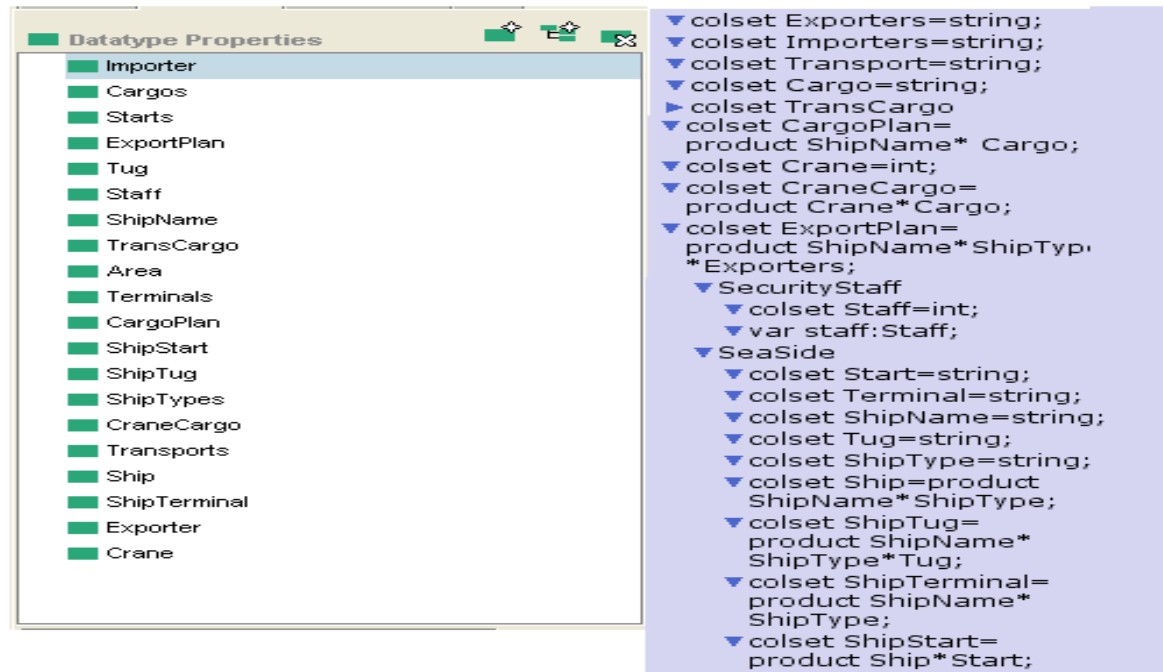 Datatype Properties
Importer
Cargos
Starts
ExportPlan
Tug
Staff
ShipName
TransCargo
Area
Terminals
CargoPlan
ShipStart
ShipTug
ShipTypes
CraneCargo
Transports
Ship
ShipTerminal
Exporter
Crane
colset Exporters=string;
colset Importers=string;
colset Transport=string;
colset Cargo=string;
colset TransCargo
colset CargoPlan=
product ShipName* Cargo;
colset Crane=int;
colset CraneCargo=
product Crane*Cargo;
colset ExportPlan=
product ShipName*ShipType
*Exporters;
SecurityStaff
colset Staff=int;
var staff:Staff;
SeaSide
colset Start=string;
colset Terminal=string;
colset ShipName=string;
colset Tug=string;
colset ShipType=string;
colset Ship=product
ShipName*ShipType;
colset ShipTug=
product ShipName*
ShipType*Tug;
colset ShipTerminal=
product ShipName*
ShipType;
colset ShipStart=
product Ship*Start;